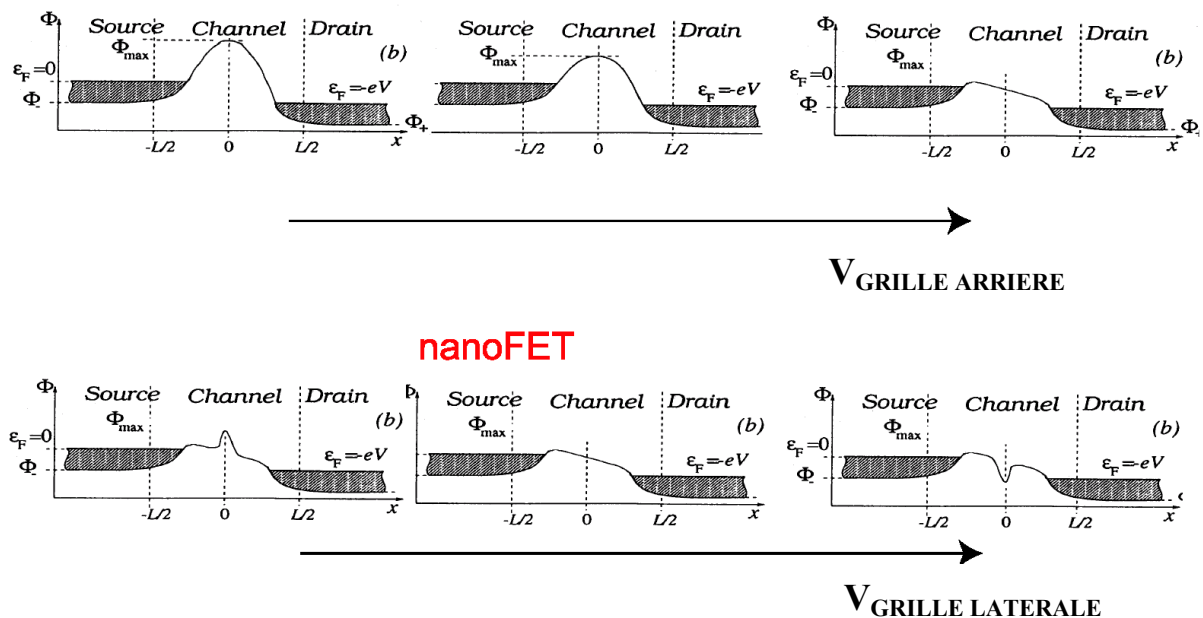 Φ Source Channel Drain
Φmax
(b)
εF=0
Φ-
εF=-eV
Φ+
-L/2 0 L/2 x
Source Channel Drain
Φmax
εF=-eV
-L/2 0 L/2
Source Channel Drain
Φmax
(b)
εF=0
Φ-
εF=-eV
-L/2 0 L/2 x
V GRILLE ARRIERE
nanoFET
Φ Source Channel Drain
Φmax
(b)
εF=0
Φ-
εF=-eV
-L/2 0 L/2 x
Source Channel Drain
Φmax
(b)
εF=-eV
-L/2 0 L/2 x
Φ Source Channel Drain
Φmax
(b)
εF=0
εF=-eV
-L/2 0 L/2 x
V GRILLE LATERALE